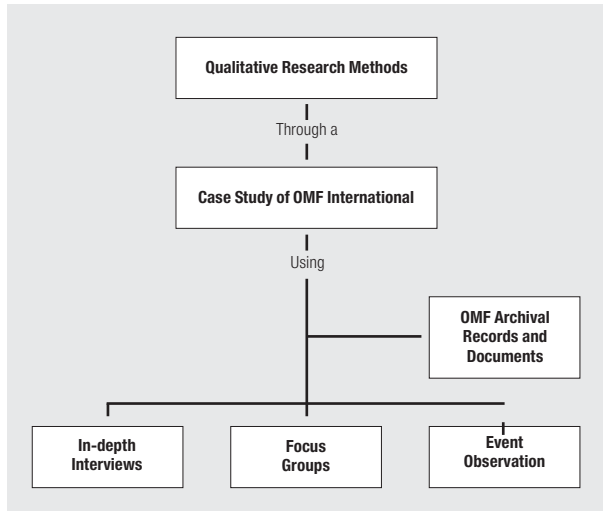 Qualitative Research Methods
Through a
Case Study of OMF International
Using
OMF Archival
Records and
Documents
In-depth
Interviews
Focus
Groups
Event
Observation